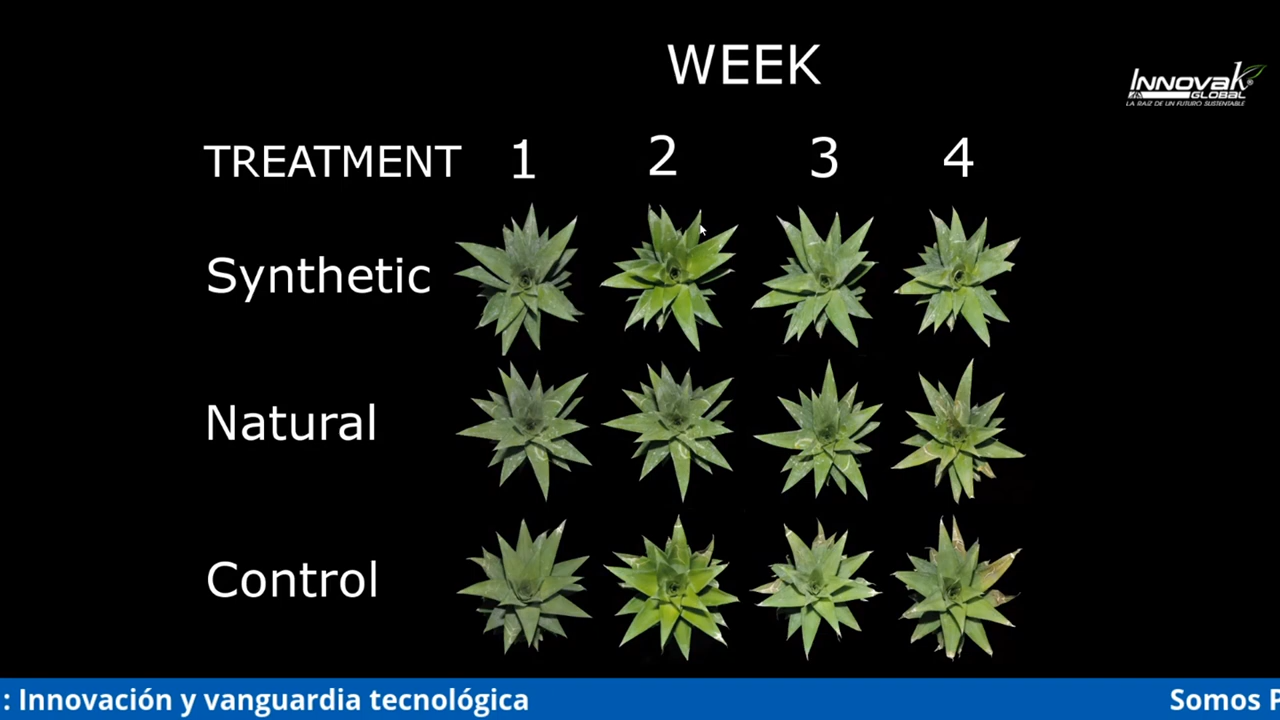 WEEK
INNOVAK
GLOBAL
LA RAÍZ DE UN FUTURO SUSTENTABLE
TREATMENT 1 2 3 4
Synthetic
Natural
Control
: Innovación y vanguardia tecnológica
Somos P